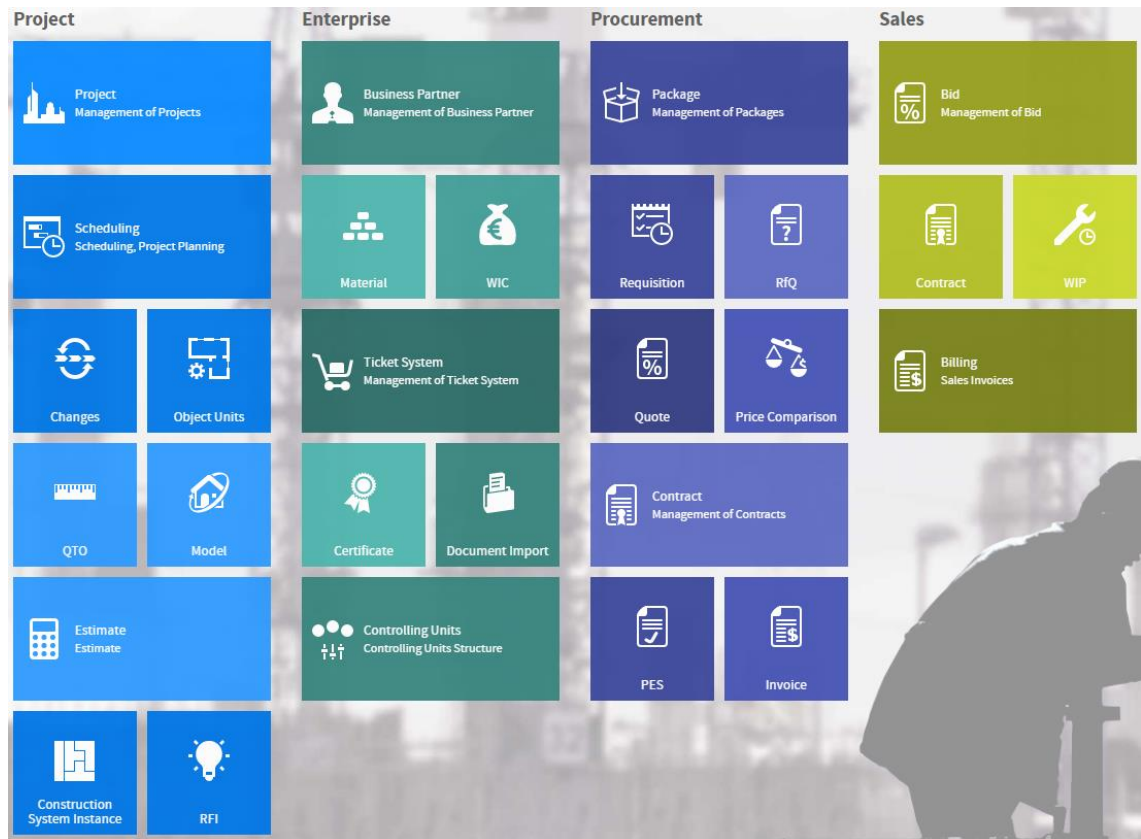 Project
Project
Management of Projects
Scheduling
Scheduling, Project Planning
Changes
Object Units
QTO
Model
Estimate
Estimate
Construction
System Instance
RFI
Enterprise
Business Partner
Management of Business Partner
Material
€
WIC
Ticket System
Management of Ticket System
Certificate
Document Import
Controlling Units
Controlling Units Structure
Procurement
Package
Management of Packages
Requisition
?
RfQ
%
Quote
$
Price Comparison
Contract
Management of Contracts
PES
$
Invoice
Sales
%
Bid
Management of Bid
Contract
WIP
$
Billing
Sales Invoices